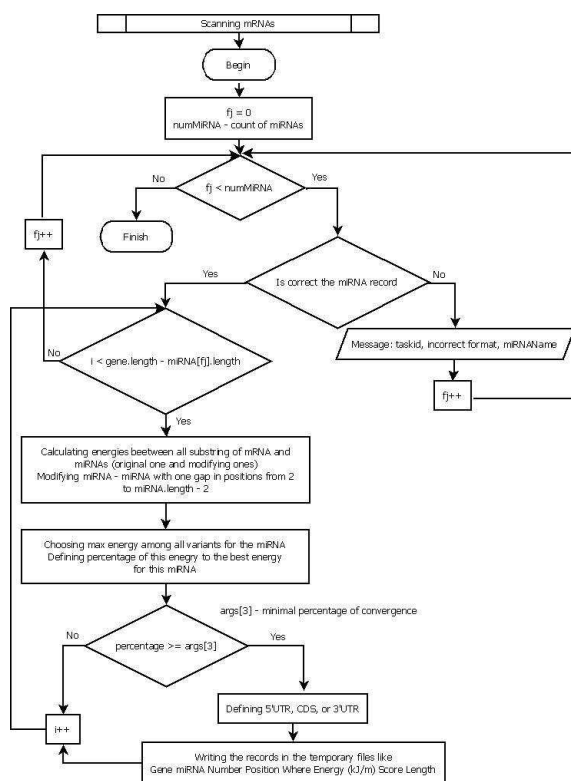 Scanning mRNAs
Begin
fj = 0
numMiRNA - count of miRNAs
No
fj < numMiRNA
Yes
Finish
fj++
Yes
Is correct the miRNA record
No
Message: taskid, incorrect format, miRNAName
fj++
No
i < gene.length - miRNA[fj].length
Yes
Calculating energies beetween all substring of mRNA and
miRNAs (original one and modifying ones)
Modifying miRNA - miRNA with one gap in positions from 2
to miRNA.length - 2
Choosing max energy among all variants for the miRNA
Defining percentage of this enegry to the best energy
for this miRNA
args[3] - minimal percentage of convergence
No
percentage >= args[3]
Yes
Defining 5'UTR, CDS, or 3'UTR
i++
Writing the records in the temporary files like
Gene miRNA Number Position Where Energy (kJ/m) Score Length